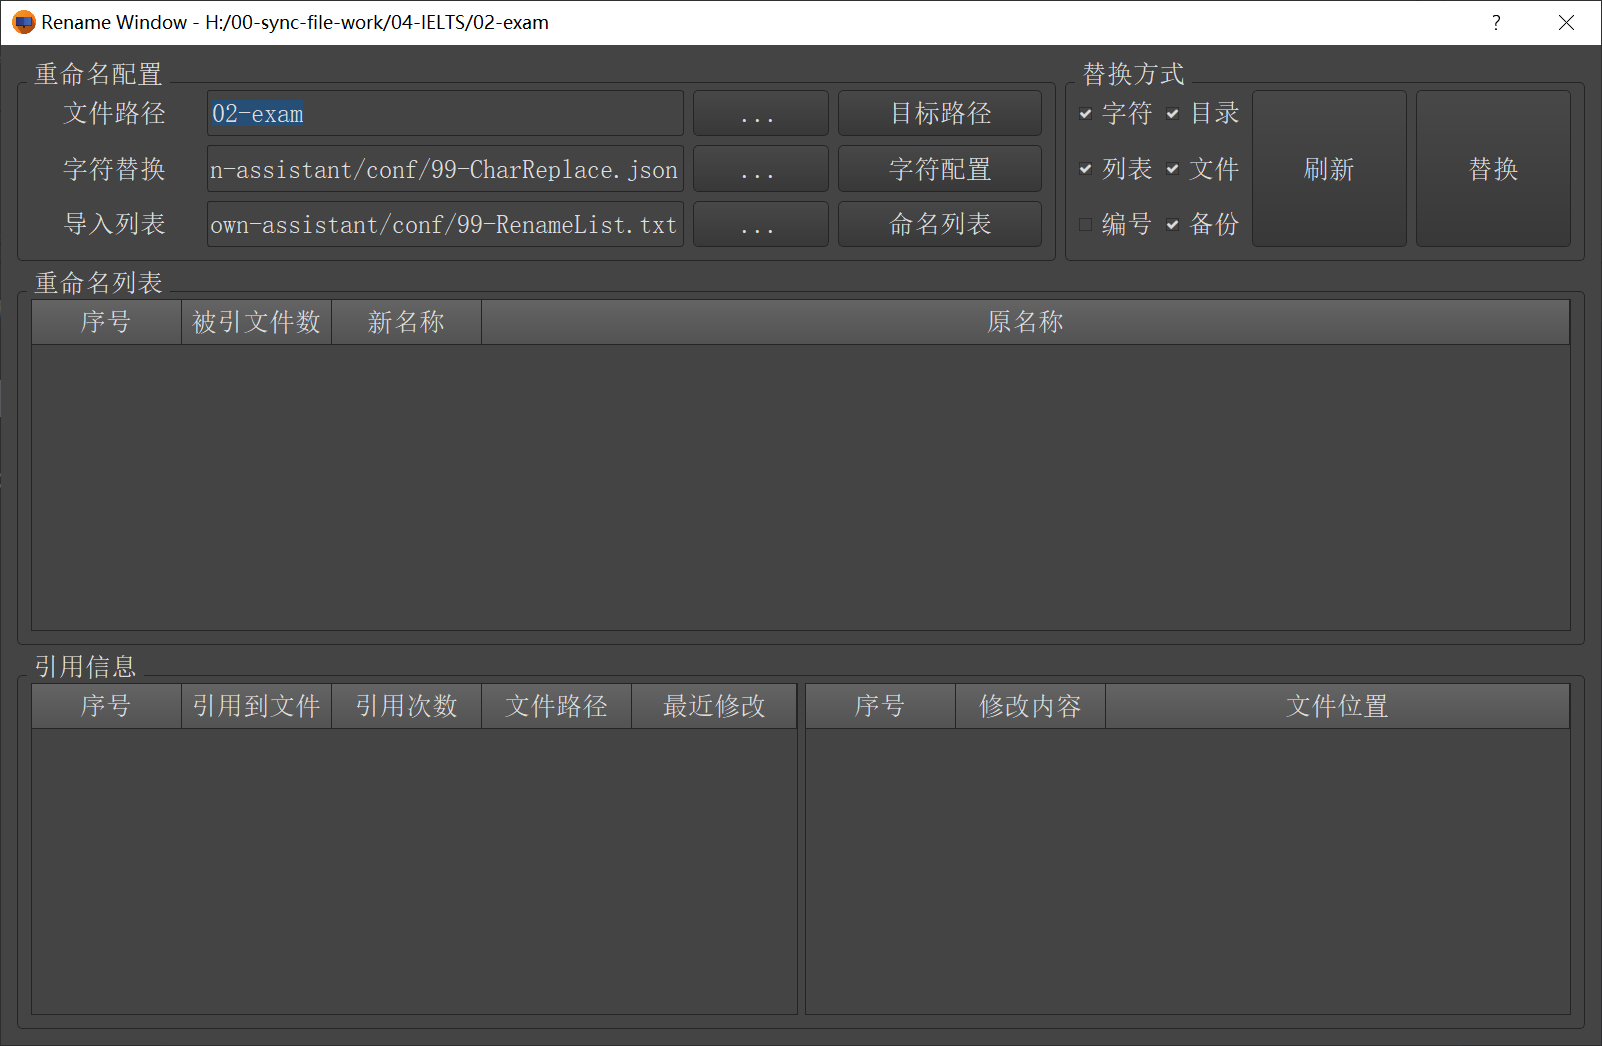 Rename Window - H:/00-sync-file-work/04-IELTS/02-exam ?
重命名配置
文件路径 02-exam ... 目标路径
字符替换 n-assistant/conf/99-CharReplace.json ... 字符配置
导入列表 own-assistant/conf/99-RenameList.txt ... 命名列表
替换方式
字符 目录
列表 文件
编号 备份
刷新 替换
重命名列表
序号 被引文件数 新名称 原名称
引用信息
序号 引用到文件 引用次数 文件路径 最近修改
序号 修改内容 文件位置